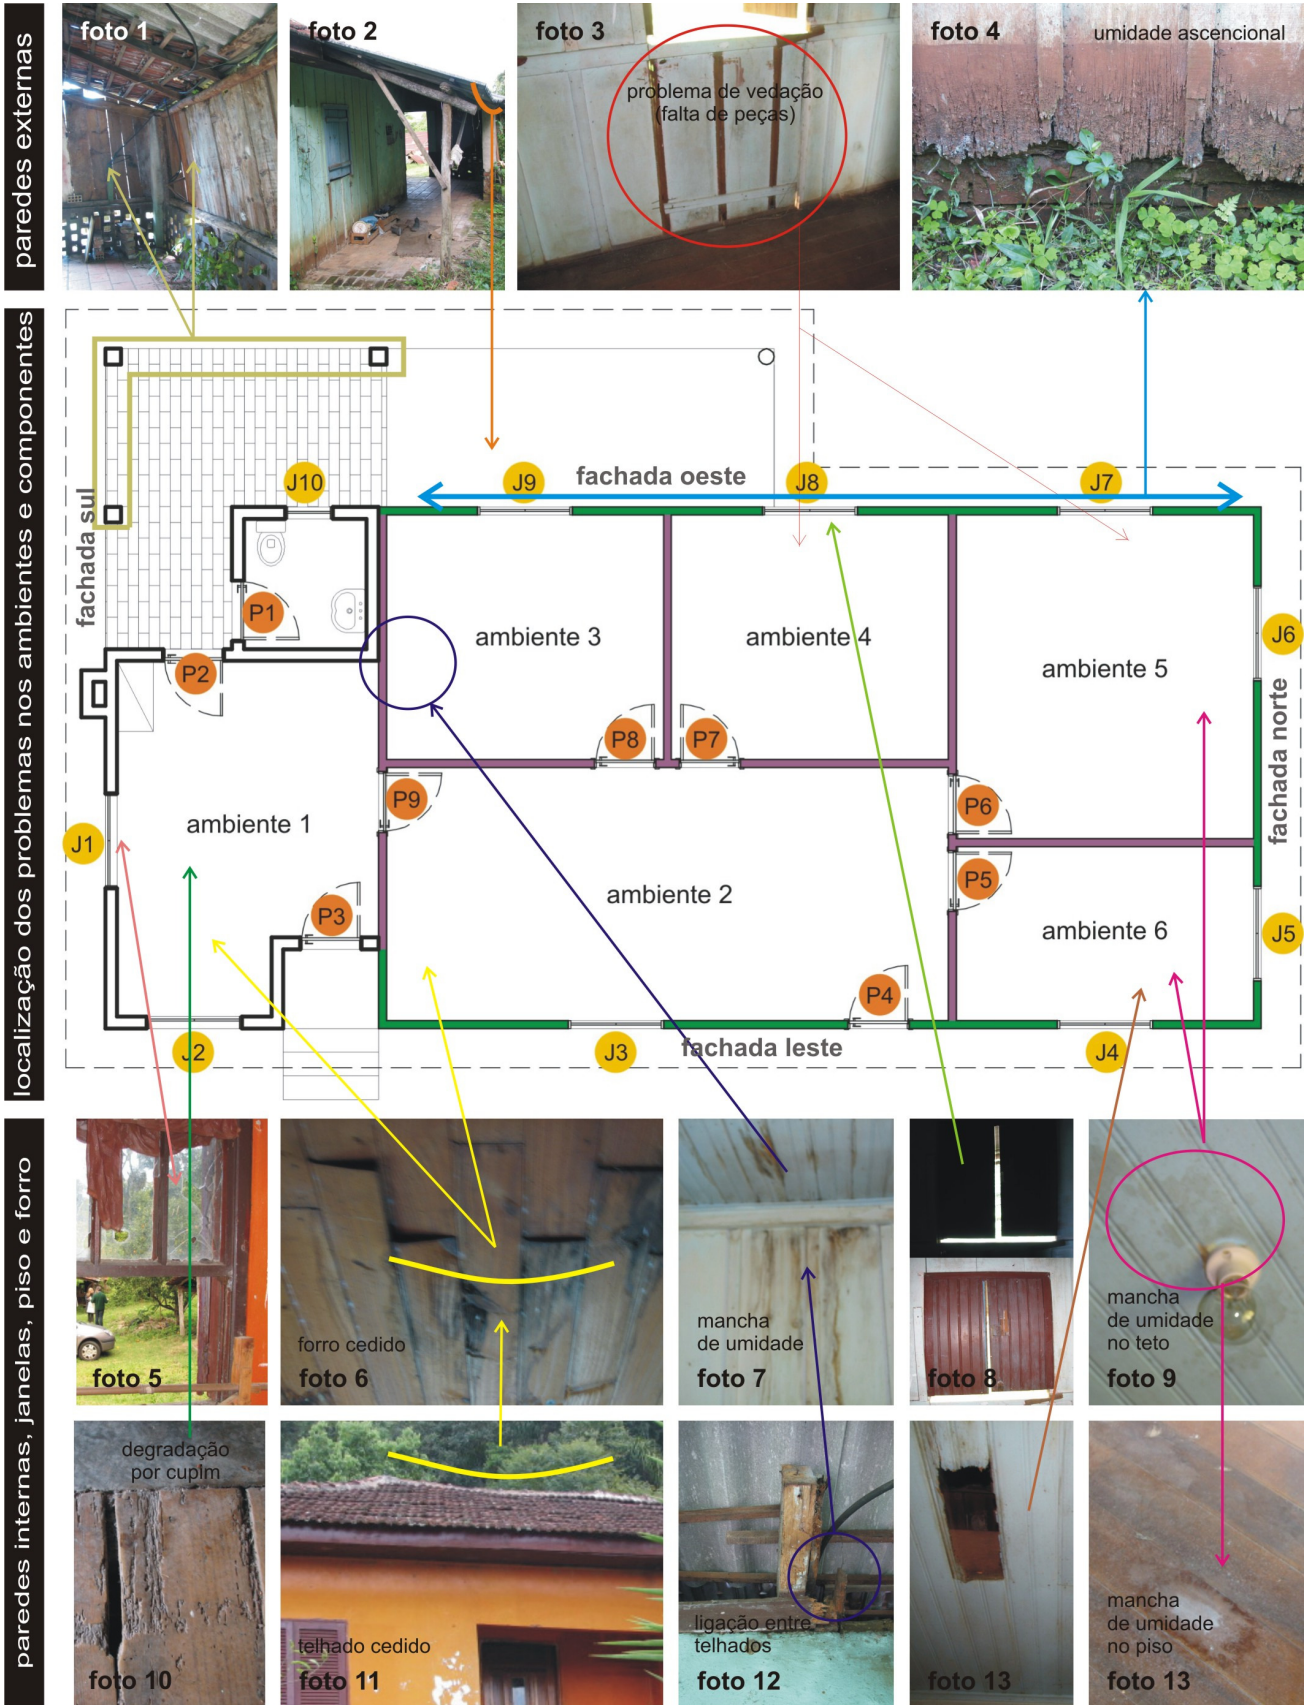 paredes externas
foto 1
foto 2
foto 3
problema de vedação
(falta de peças)
foto 4
umidade ascencional
localização dos problemas nos ambientes e componentes
fachada sul
J10
J9
fachada oeste
J8
J7
P1
P2
ambiente 3
ambiente 4
ambiente 5
J6
fachada norte
P8
P7
P9
P6
J1
ambiente 1
ambiente 2
P5
P3
ambiente 6
J5
P4
J2
J3
fachada leste
J4
paredes internas, janelas, piso e forro
foto 5
forro cedido
foto 6
mancha
de umidade
foto 7
foto 8
mancha
de umidade
no teto
foto 9
degradação
por cupim
foto 10
telhado cedido
foto 11
ligação entre
telhados
foto 12
foto 13
mancha
de umidade
no piso
foto 13